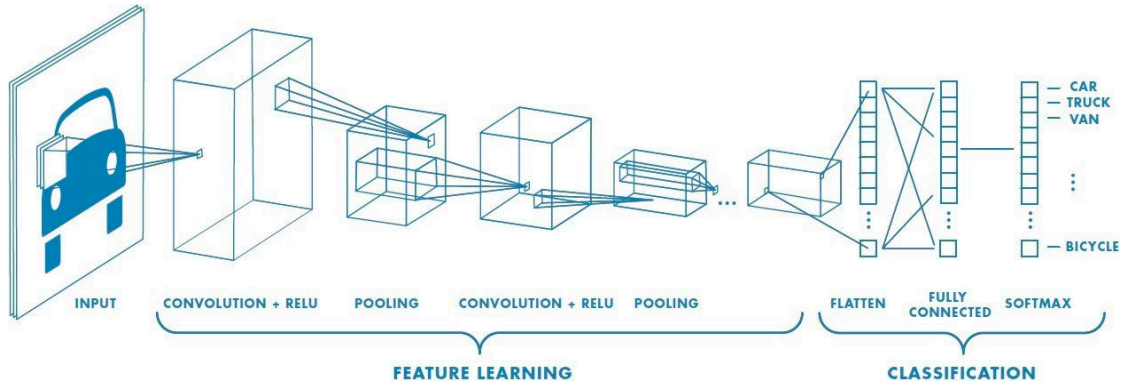 CAR
TRUCK
VAN
BICYCLE
INPUT
CONVOLUTION + RELU
POOLING
CONVOLUTION + RELU
POOLING
FLATTEN
FULLY
CONNECTED
SOFTMAX
FEATURE LEARNING
CLASSIFICATION